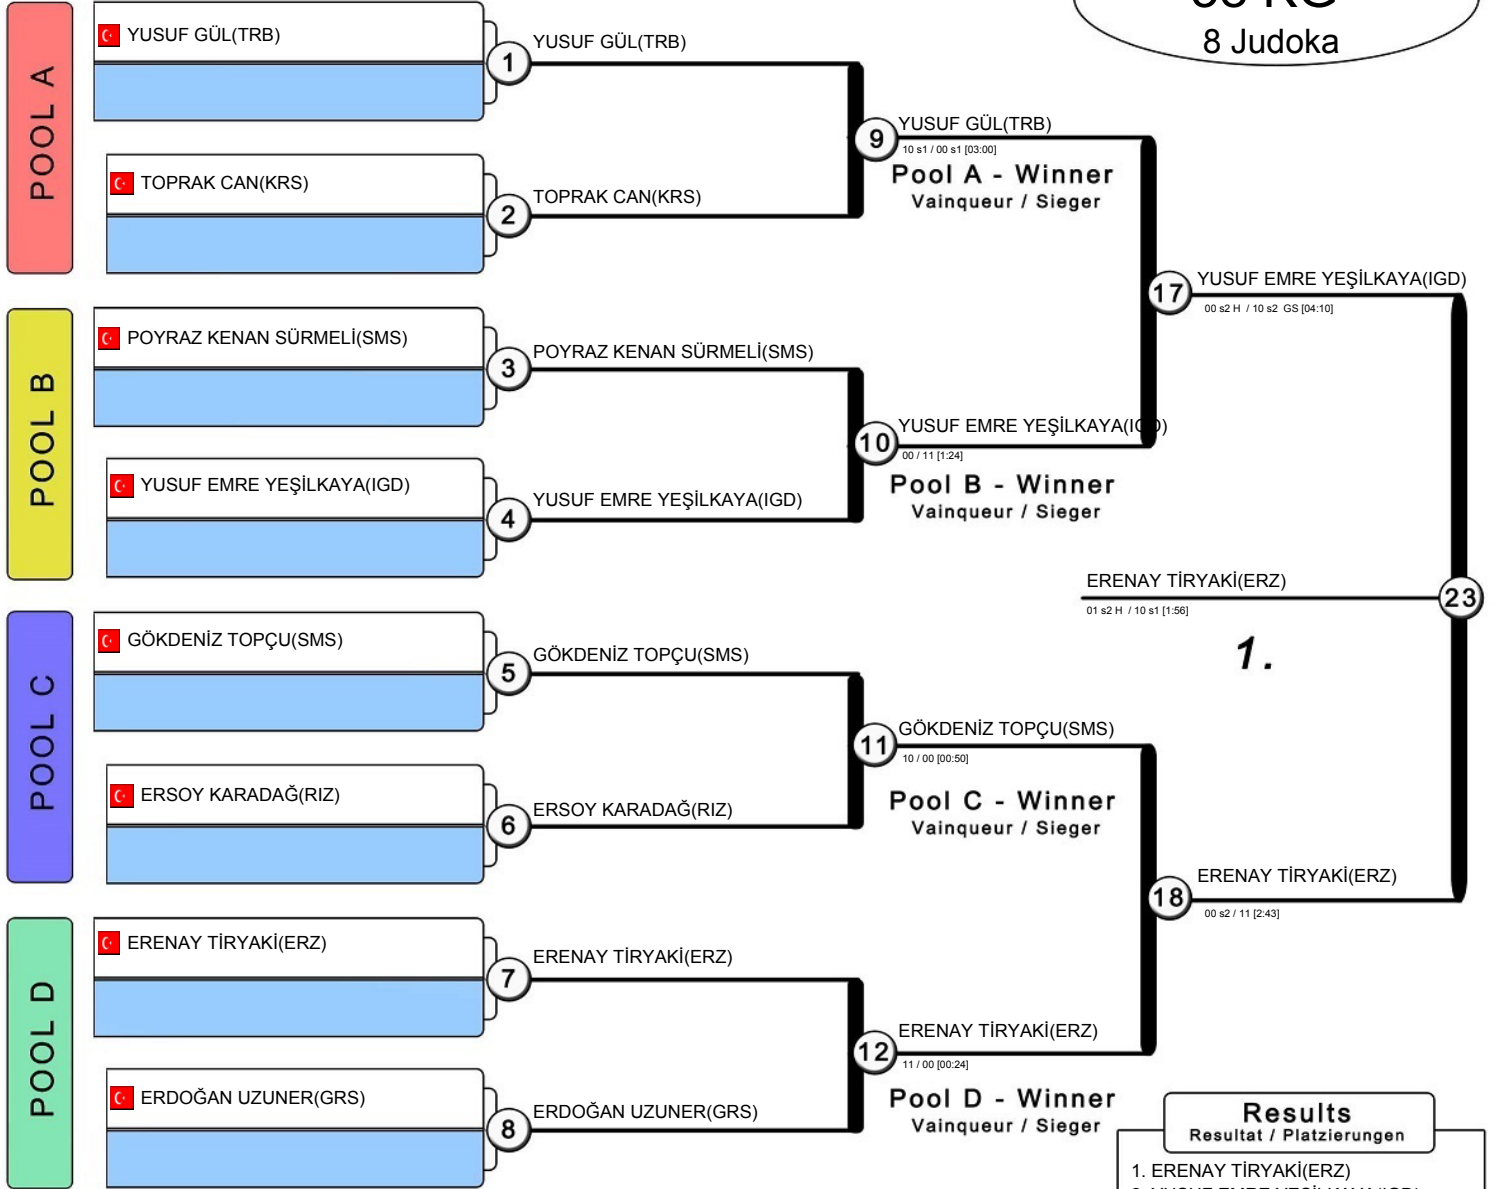 8 Judoka
POOL A
YUSUF GÜL(TRB)
1
YUSUF GÜL(TRB)
TOPRAK CAN(KRS)
2
TOPRAK CAN(KRS)
9
YUSUF GÜL(TRB)
10 s1 / 00 s1 [03:00]
Pool A - Winner
Vainqueur / Sieger
POOL B
POYRAZ KENAN SÜRMELİ(SMS)
3
POYRAZ KENAN SÜRMELİ(SMS)
YUSUF EMRE YEŞİLKAYA(IGD)
4
YUSUF EMRE YEŞİLKAYA(IGD)
10
YUSUF EMRE YEŞİLKAYA(IGD)
00 / 11 [1:24]
Pool B - Winner
Vainqueur / Sieger
17
YUSUF EMRE YEŞİLKAYA(IGD)
00 s2 H / 10 s2 GS [04:10]
POOL C
GÖKDENİZ TOPÇU(SMS)
5
GÖKDENİZ TOPÇU(SMS)
ERSOY KARADAĞ(RIZ)
6
ERSOY KARADAĞ(RIZ)
11
GÖKDENİZ TOPÇU(SMS)
10 / 00 [00:50]
Pool C - Winner
Vainqueur / Sieger
POOL D
ERENAY TİRYAKİ(ERZ)
7
ERENAY TİRYAKİ(ERZ)
ERDOĞAN UZUNER(GRS)
8
ERDOĞAN UZUNER(GRS)
12
ERENAY TİRYAKİ(ERZ)
11 / 00 [00:24]
Pool D - Winner
Vainqueur / Sieger
18
ERENAY TİRYAKİ(ERZ)
00 s2 / 11 [2:43]
ERENAY TİRYAKİ(ERZ)
23
01 s2 H / 10 s1 [1:56]
1.
Results
Resultat / Platzierungen
1. ERENAY TİRYAKİ(ERZ)